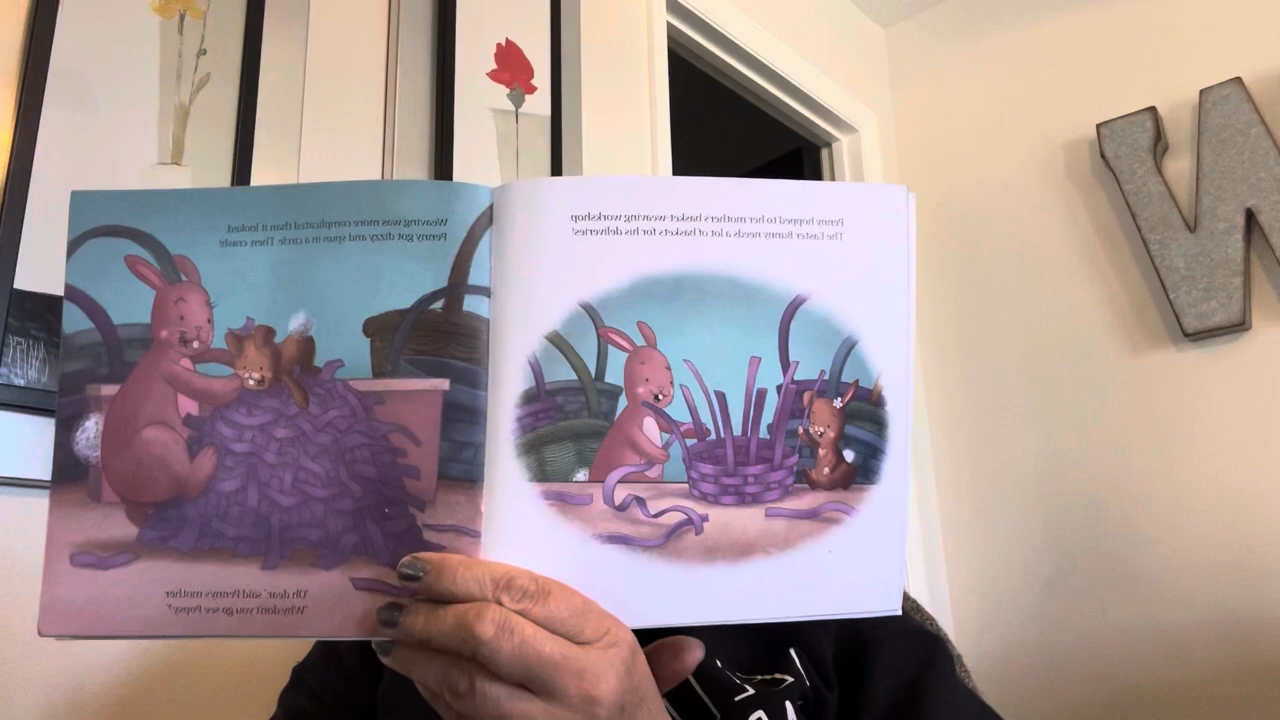 Penny hopped to her mother's basket-weaving workshop.
The Easter Bunny needs a lot of baskets for his deliveries!
Weaving was more complicated than it looked.
Penny got dizzy and spun in a circle. Then crash!
"Oh dear," said Penny's mother.
"Why don't you go see Popsy?"
W